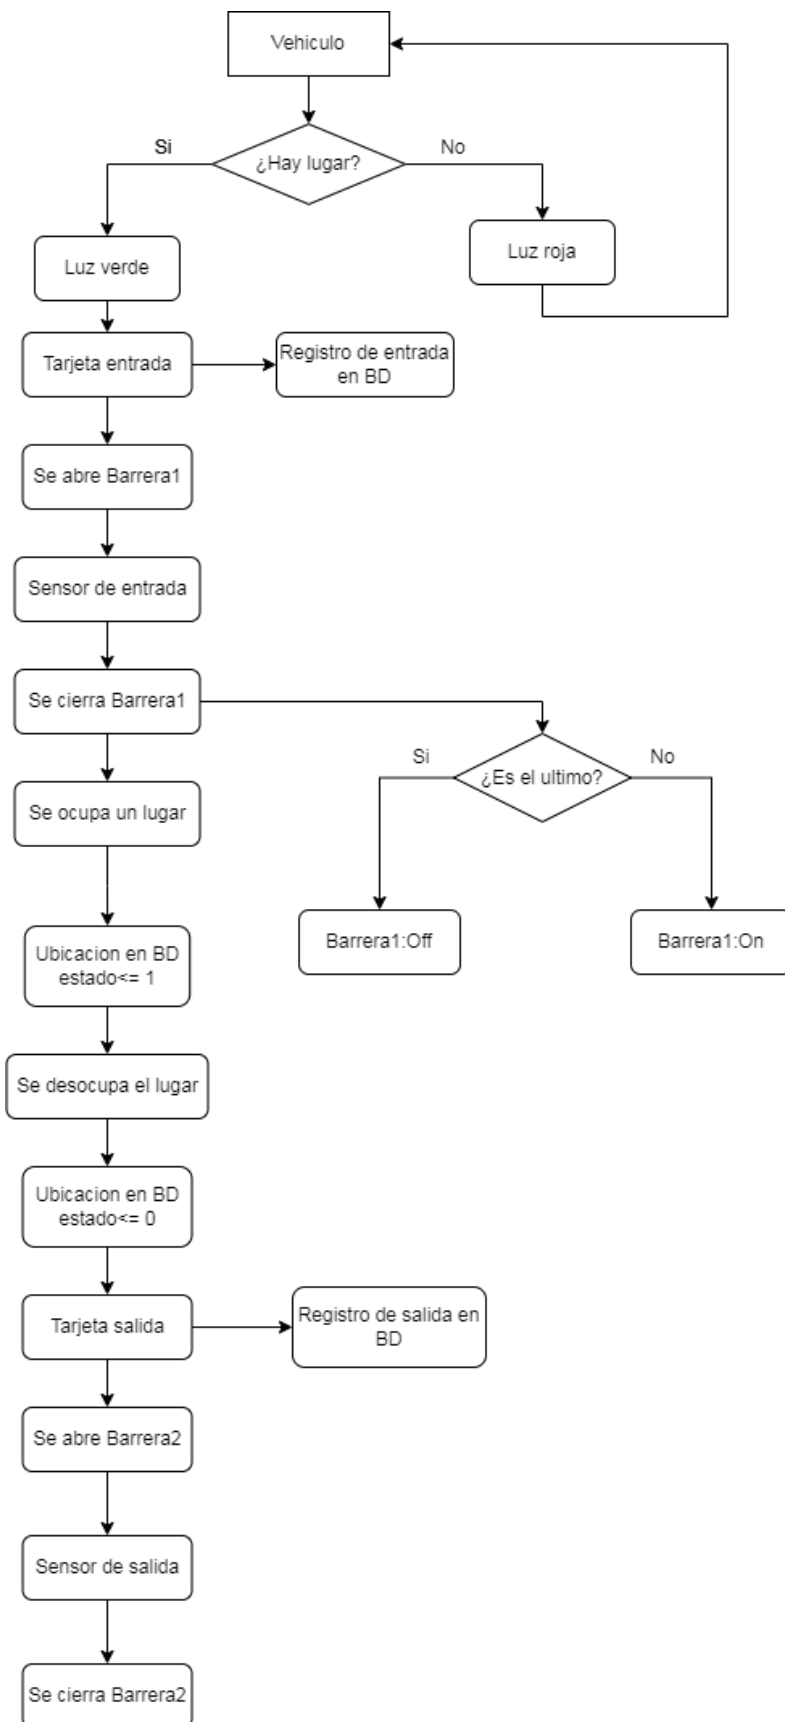 Vehiculo
Si
¿Hay lugar?
No
Luz verde
Luz roja
Tarjeta entrada
Registro de entrada
en BD
Se abre Barrera1
Sensor de entrada
Se cierra Barrera1
Si
¿Es el ultimo?
No
Se ocupa un lugar
Barrera1:Off
Barrera1:On
Ubicacion en BD
estado<= 1
Se desocupa el lugar
Ubicacion en BD
estado<= 0
Tarjeta salida
Registro de salida en
BD
Se abre Barrera2
Sensor de salida
Se cierra Barrera2